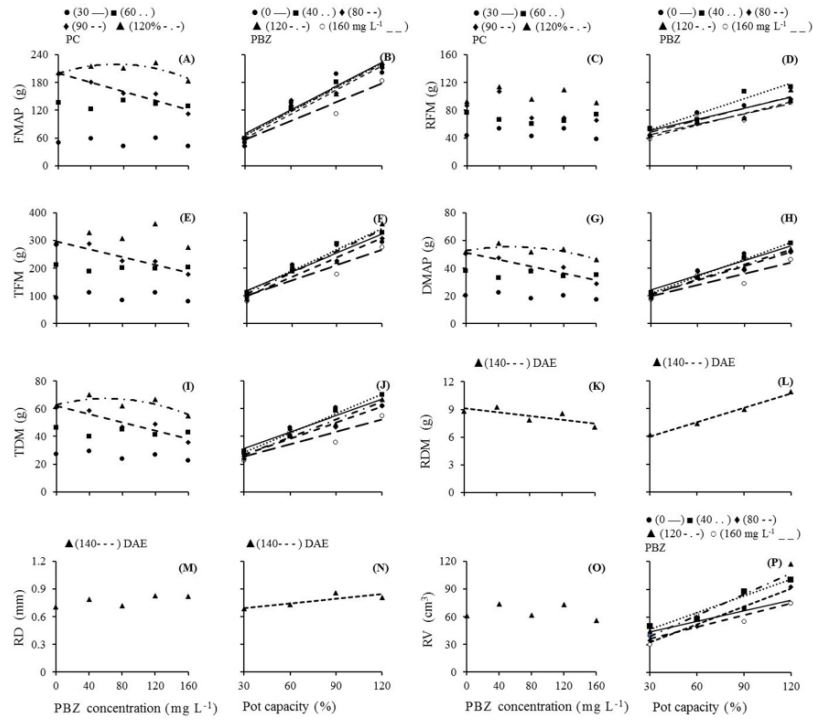 ● (30 —) ■ (60 . .)
♦ (90 - -) ▲ (120% - . -)
PC
● (0 —) ■ (40 . .) ♦ (80 - -)
▲ (120 - . -) ○ (160 mg L-1 _ _)
PBZ
● (30 —) ■ (60 . .)
♦ (90 - -) ▲ (120% - . -)
PC
● (0 —) ■ (40 . .) ♦ (80 - -)
▲ (120 - . -) ○ (160 mg L-1 _ _)
PBZ
FMAP (g)
240
180
120
60
0
(A)
(B)
RFM (g)
160
120
80
40
0
(C)
(D)
TFM (g)
400
300
200
100
0
(E)
(F)
DMAP (g)
80
60
40
20
0
(G)
(H)
TDM (g)
80
60
40
20
0
(I)
(J)
RDM (g)
12
9
6
3
0
▲ (140- - -) DAE
(K)
▲ (140- - -) DAE
(L)
RD (mm)
1.2
0.9
0.6
0.3
0.0
▲ (140- - -) DAE
(M)
▲ (140- - -) DAE
(N)
RV (cm3)
150
120
90
60
30
0
(O)
● (0 —) ■ (40 . .) ♦ (80 - -)
▲ (120 - . -) ○ (160 mg L-1 _ _)
PBZ
(P)
0 40 80 120 160
30 60 90 120
0 40 80 120 160
30 60 90 120
PBZ concentration (mg L-1)
Pot capacity (%)
PBZ concentration (mg L-1)
Pot capacity (%)